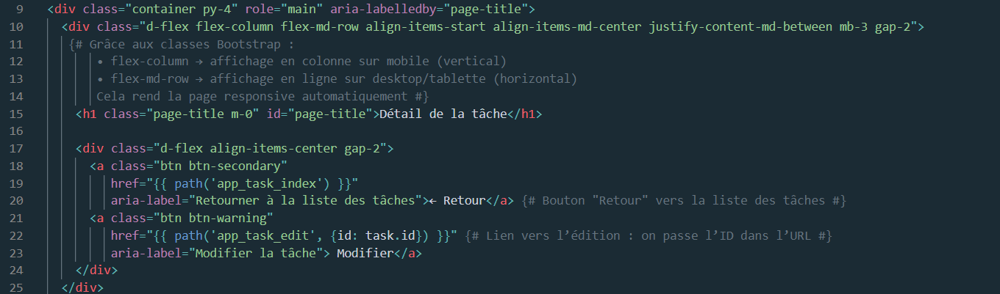 9 <div class="container py-4" role="main" aria-labelledby="page-title">
10 <div class="d-flex flex-column flex-md-row align-items-start align-items-md-center justify-content-md-between mb-3 gap-2">
11 {# Grâce aux classes Bootstrap :
12 • flex-column → affichage en colonne sur mobile (vertical)
13 • flex-md-row → affichage en ligne sur desktop/tablette (horizontal)
14 Cela rend la page responsive automatiquement #}
15 <h1 class="page-title m-0" id="page-title">Détail de la tâche</h1>
16
17 <div class="d-flex align-items-center gap-2">
18 <a class="btn btn-secondary"
19 href="{{ path('app_task_index') }}"
20 aria-label="Retourner à la liste des tâches">← Retour</a> {# Bouton "Retour" vers la liste des tâches #}
21 <a class="btn btn-warning"
22 href="{{ path('app_task_edit', {id: task.id}) }}" {# Lien vers l’édition : on passe l’ID dans l’URL #}
23 aria-label="Modifier la tâche"> Modifier</a>
24 </div>
25 </div>